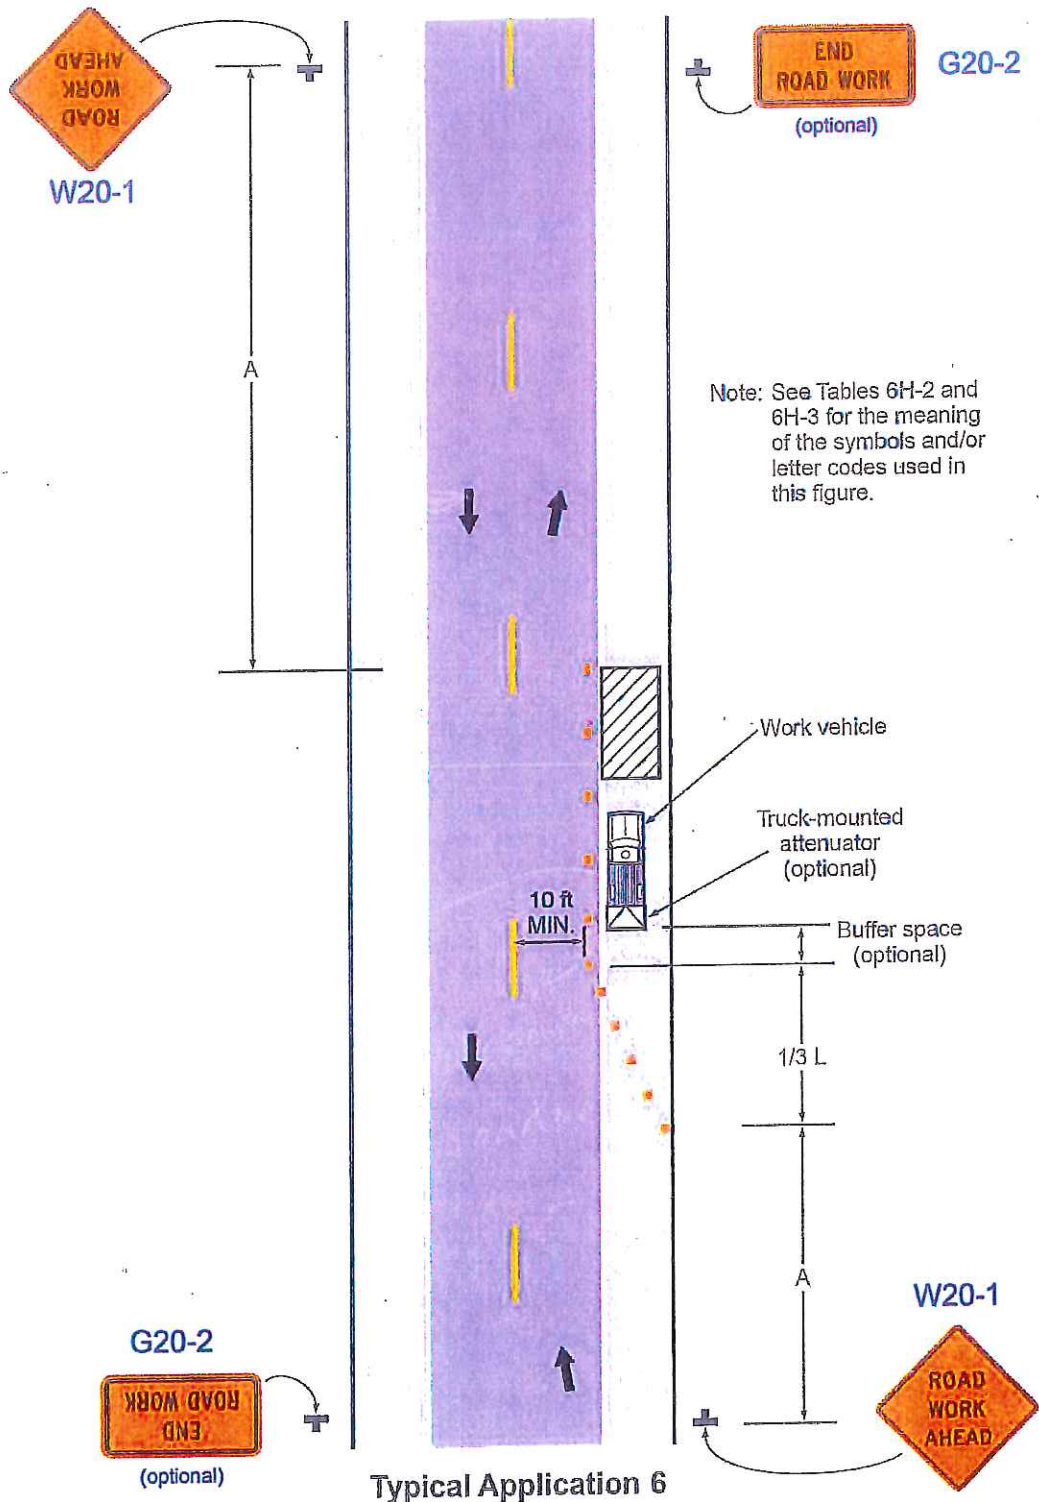 ROAD
WORK
AHEAD
W20-1
END
ROAD WORK
(optional)
G20-2
A
Note: See Tables 6H-2 and
6H-3 for the meaning
of the symbols and/or
letter codes used in
this figure.
Work vehicle
Truck-mounted
attenuator
(optional)
10 ft
MIN.
Buffer space
(optional)
1/3 L
A
W20-1
ROAD
WORK
AHEAD
G20-2
END
ROAD WORK
(optional)
Typical Application 6